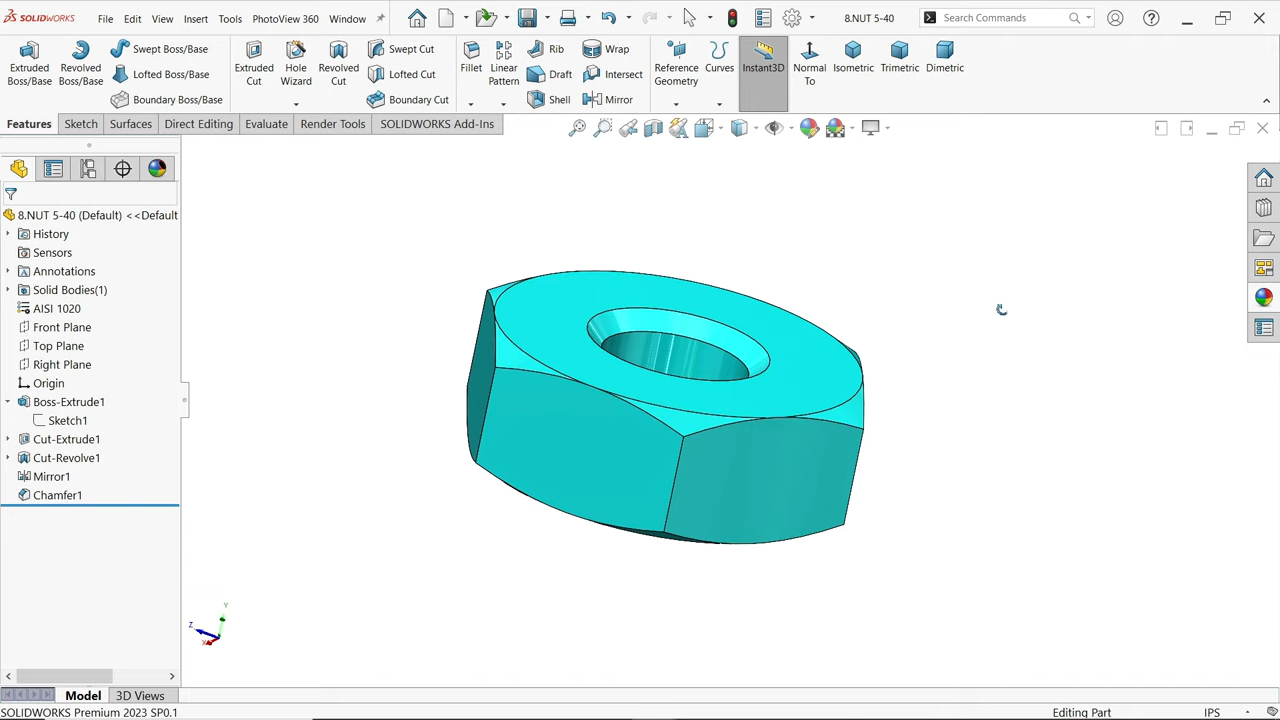 SOLIDWORKS File Edit View Insert Tools PhotoView 360 Window 8.NUT 5-40 Search Commands
Extruded Boss/Base
Revolved Boss/Base
Swept Boss/Base
Lofted Boss/Base
Boundary Boss/Base
Extruded Cut
Hole Wizard
Revolved Cut
Swept Cut
Lofted Cut
Boundary Cut
Fillet
Linear Pattern
Rib
Draft
Shell
Wrap
Intersect
Mirror
Reference Geometry
Curves
Instant3D
Normal To
Isometric
Trimetric
Dimetric
Features Sketch Surfaces Direct Editing Evaluate Render Tools SOLIDWORKS Add-Ins
8.NUT 5-40 (Default) <<Default
History
Sensors
Annotations
Solid Bodies(1)
AISI 1020
Front Plane
Top Plane
Right Plane
Origin
Boss-Extrude1
Sketch1
Cut-Extrude1
Cut-Revolve1
Mirror1
Chamfer1
Y
Z
X
Model 3D Views
SOLIDWORKS Premium 2023 SP0.1 Editing Part IPS